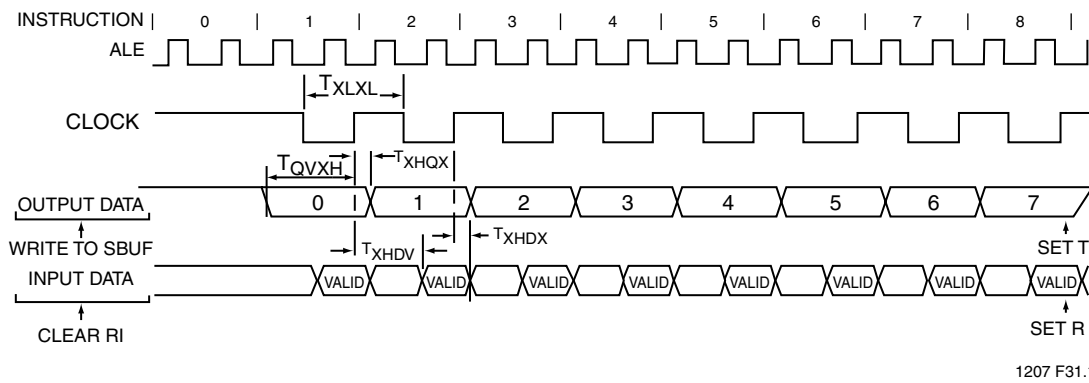 INSTRUCTION | 0 | 1 | 2 | 3 | 4 | 5 | 6 | 7 | 8 |
ALE
TXLXL
CLOCK
TQVXH TXHQX
OUTPUT DATA 0 1 2 3 4 5 6 7
WRITE TO SBUF TXHDV TXHDX SET T
INPUT DATA VALID VALID VALID VALID VALID VALID VALID VALID
CLEAR RI SET R
1207 F31.